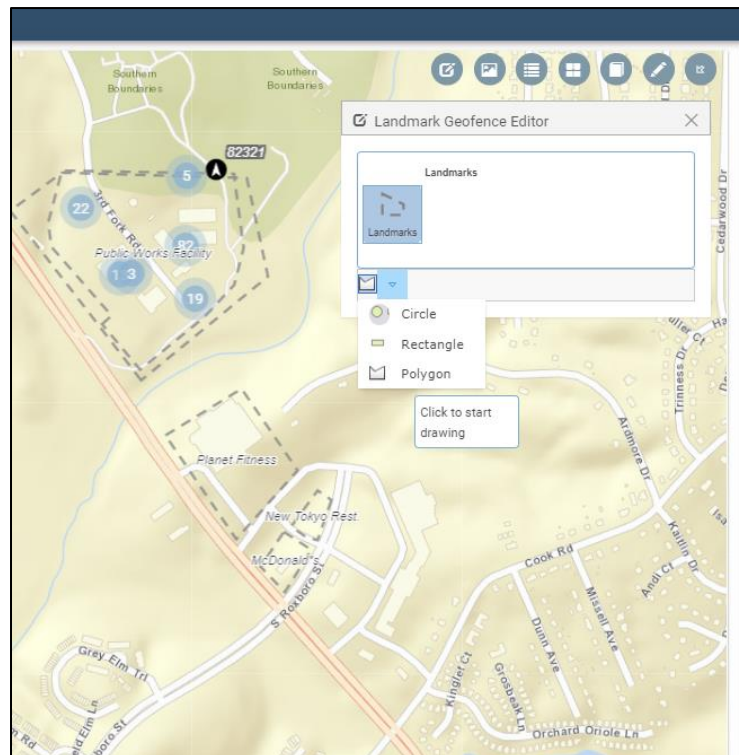 Southern
Boundaries
Southern
Boundaries
Landmark Geofence Editor
Landmarks
Landmarks
Circle
Rectangle
Polygon
Click to start
drawing
82321
5
22
3rd Fork Rd
82
Public Works Facility
3
19
Cedarwood Dr
Trinness Dr
Ardmore Dr
Planet Fitness
New Tokyo Rest.
McDonald's
S Roxboro St
Cook Rd
Kaitlin Dr
Andi Ct
Missell Ave
Dunn Ave
Grey Elm Trl
Kinglet Ct
Grosbeak Ln
Orchard Oriole Ln